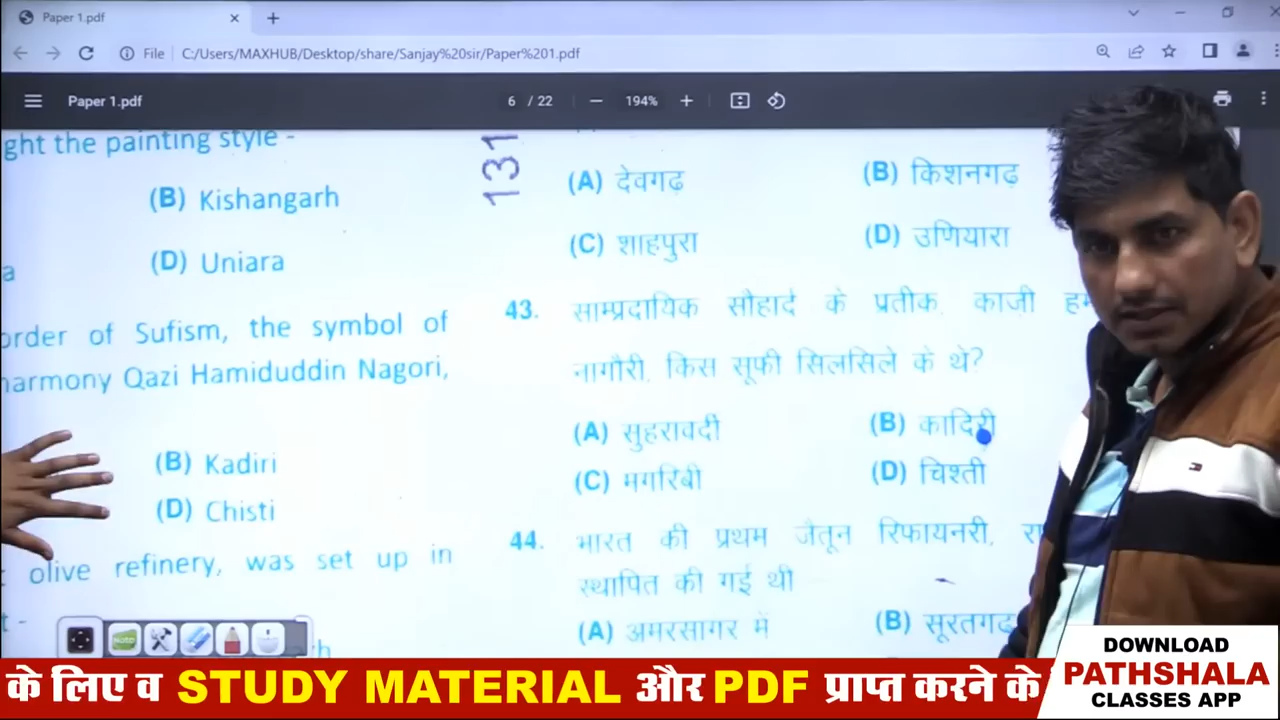 Paper 1.pdf
File C:/Users/MAXHUB/Desktop/share/Sanjay%20sir/Paper%201.pdf
Paper 1.pdf 6 / 22 194%
ght the painting style -
(B) Kishangarh
a (D) Uniara
order of Sufism, the symbol of
harmony Qazi Hamiduddin Nagori,
(B) Kadiri
(D) Chisti
olive refinery, was set up in
t -
131
(A) देवगढ़ (B) किशनगढ़
(C) शाहपुरा (D) उणियारा
43. साम्प्रदायिक सौहार्द के प्रतीक, काज़ी
नागौरी, किस सूफी सिलसिले के थे?
(A) सुहरावर्दी (B) कादिरी
(C) मगरिबी (D) चिश्ती
44. भारत की प्रथम जैतून रिफायनरी,
स्थापित की गई थी
(A) अमरसागर में (B) सूरतगढ़
के लिए व STUDY MATERIAL और PDF प्राप्त करने के
DOWNLOAD
PATHSHALA
CLASSES APP